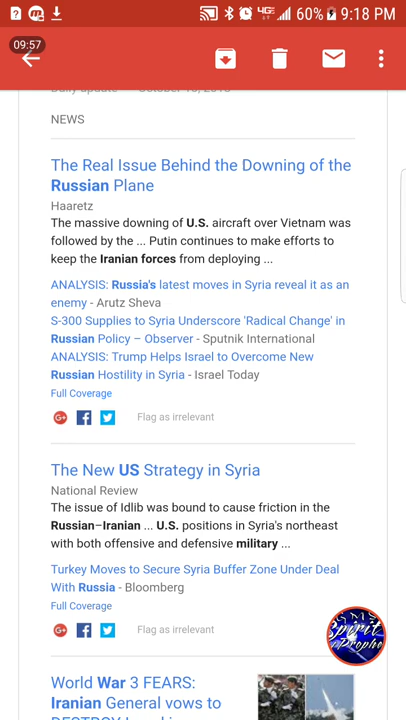 60% 9:18 PM
09:57
NEWS
The Real Issue Behind the Downing of the
Russian Plane
Haaretz
The massive downing of U.S. aircraft over Vietnam was
followed by the ... Putin continues to make efforts to
keep the Iranian forces from deploying ...
ANALYSIS: Russia's latest moves in Syria reveal it as an
enemy - Arutz Sheva
S-300 Supplies to Syria Underscore 'Radical Change' in
Russian Policy – Observer - Sputnik International
ANALYSIS: Trump Helps Israel to Overcome New
Russian Hostility in Syria - Israel Today
Full Coverage
Flag as irrelevant
The New US Strategy in Syria
National Review
The issue of Idlib was bound to cause friction in the
Russian–Iranian ... U.S. positions in Syria's northeast
with both offensive and defensive military ...
Turkey Moves to Secure Syria Buffer Zone Under Deal
With Russia - Bloomberg
Full Coverage
Flag as irrelevant
World War 3 FEARS:
Iranian General vows to